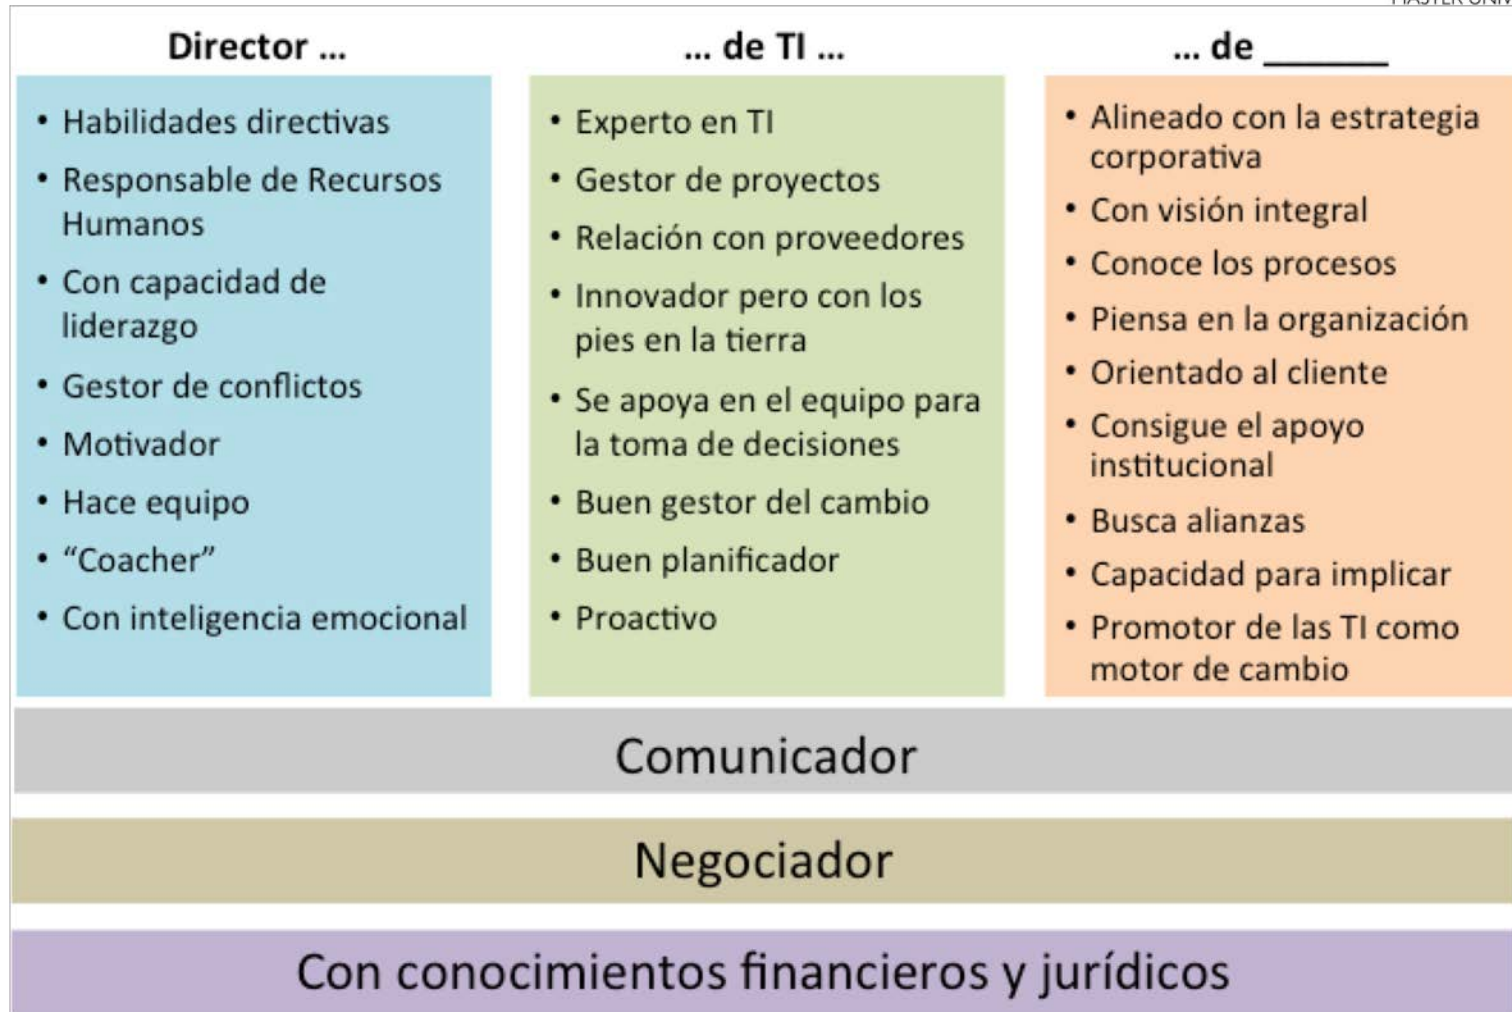 MÁSTER UNIV
Director ...
• Habilidades directivas
• Responsable de Recursos
Humanos
• Con capacidad de
liderazgo
• Gestor de conflictos
• Motivador
• Hace equipo
• “Coacher”
• Con inteligencia emocional
... de TI ...
• Experto en TI
• Gestor de proyectos
• Relación con proveedores
• Innovador pero con los
pies en la tierra
• Se apoya en el equipo para
la toma de decisiones
• Buen gestor del cambio
• Buen planificador
• Proactivo
... de ______
• Alineado con la estrategia
corporativa
• Con visión integral
• Conoce los procesos
• Piensa en la organización
• Orientado al cliente
• Consigue el apoyo
institucional
• Busca alianzas
• Capacidad para implicar
• Promotor de las TI como
motor de cambio
Comunicador
Negociador
Con conocimientos financieros y jurídicos